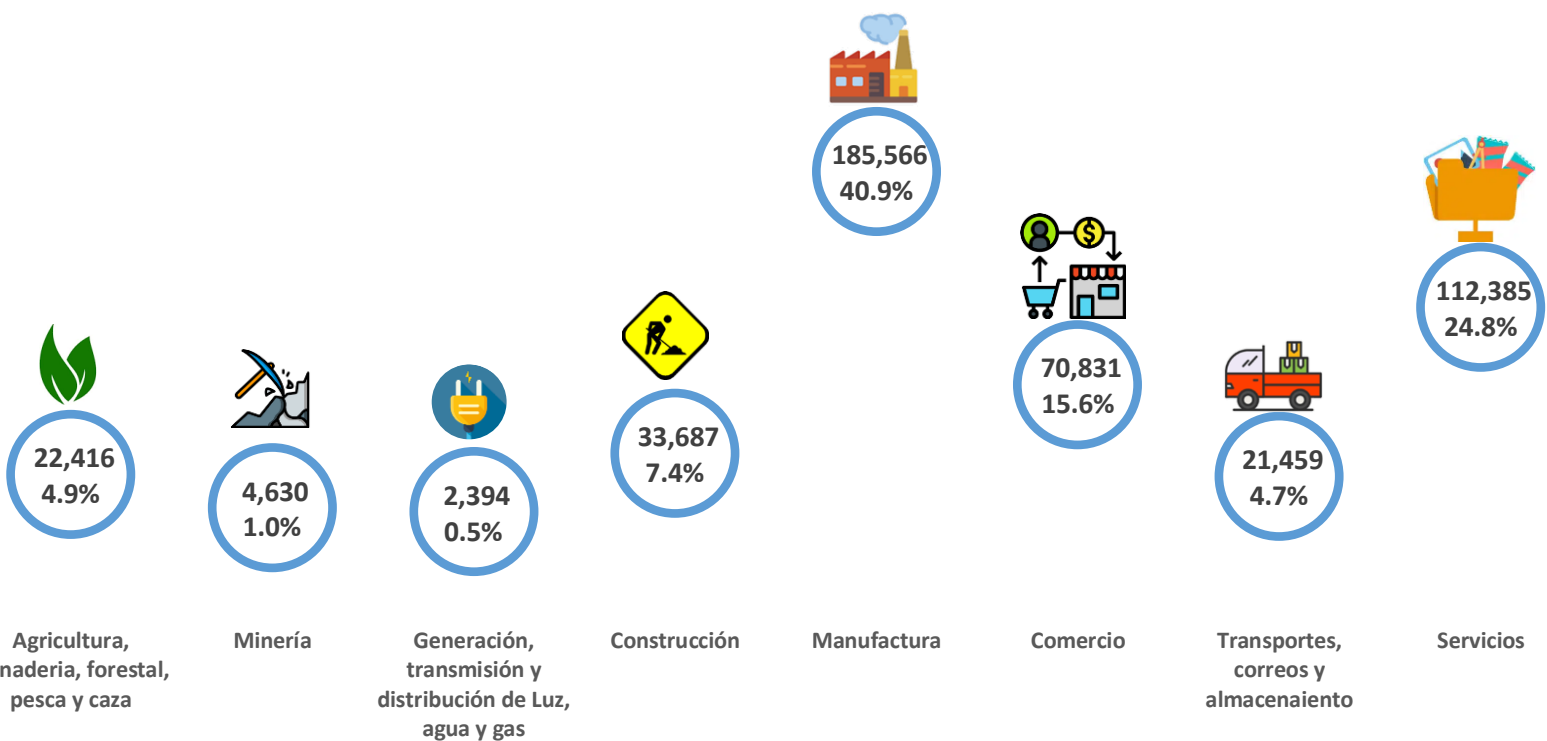 185,566
40.9%
112,385
24.8%
70,831
15.6%
33,687
7.4%
22,416
4.9%
21,459
4.7%
4,630
1.0%
2,394
0.5%
Agricultura,
naderia, forestal,
pesca y caza
Minería
Generación,
transmisión y
distribución de Luz,
agua y gas
Construcción
Manufactura
Comercio
Transportes,
correos y
almacenaiento
Servicios